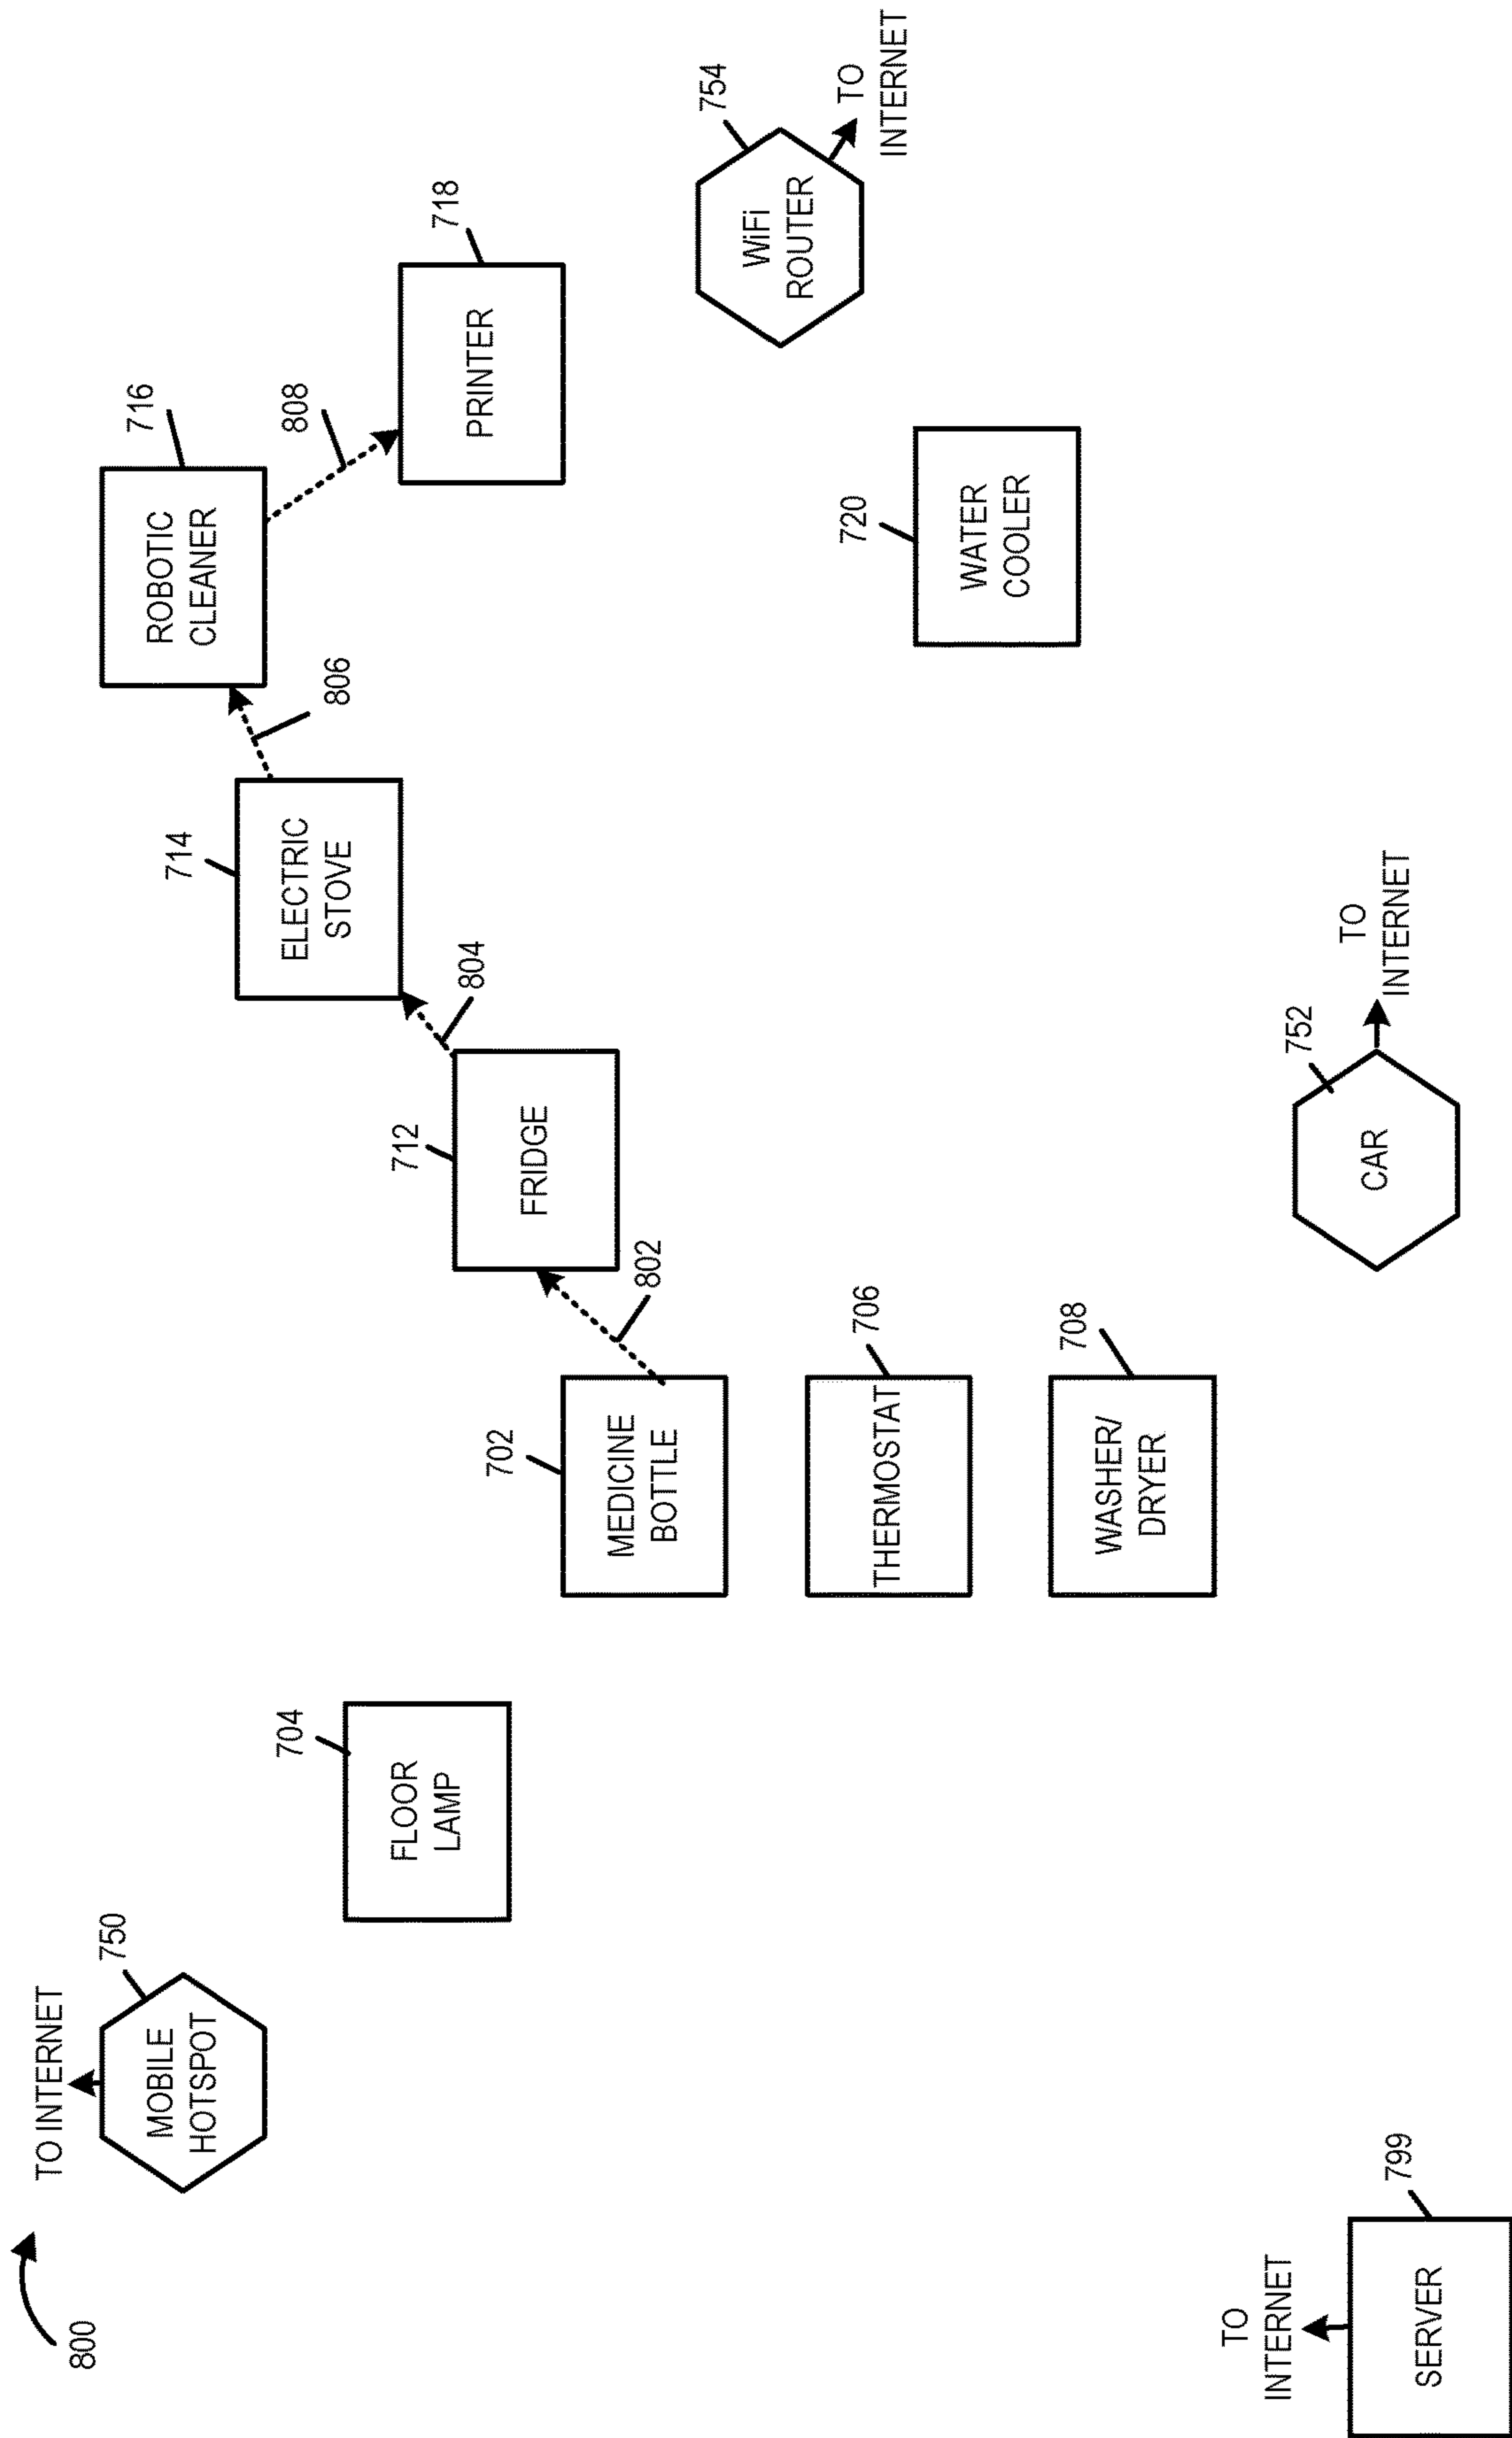 800
TO INTERNET
750
MOBILE
HOTSPOT
704
FLOOR
LAMP
702
MEDICINE
BOTTLE
802
712
FRIDGE
804
714
ELECTRIC
STOVE
806
716
ROBOTIC
CLEANER
808
718
PRINTER
754
WiFi
ROUTER
TO
INTERNET
706
THERMOSTAT
708
WASHER/
DRYER
720
WATER
COOLER
752
CAR
TO
INTERNET
TO
INTERNET
799
SERVER